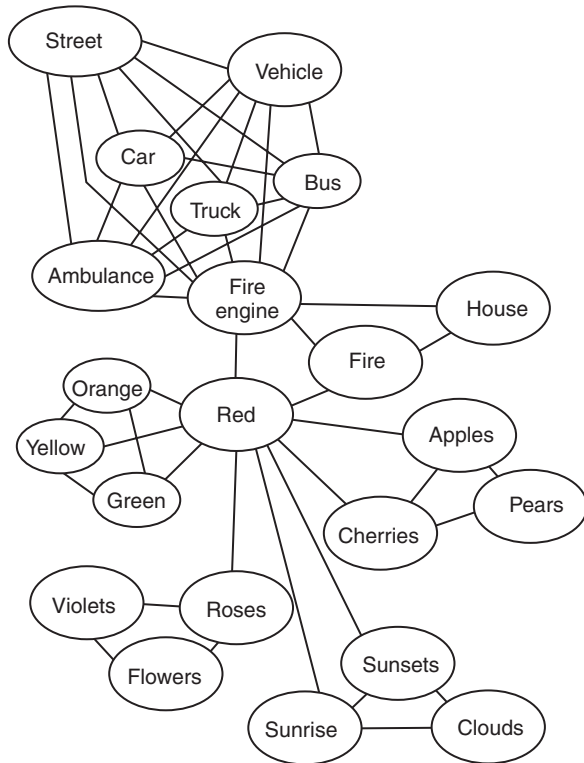 Street
Vehicle
Car
Bus
Truck
Ambulance
Fire
engine
House
Fire
Orange
Red
Apples
Yellow
Green
Pears
Cherries
Violets
Roses
Flowers
Sunsets
Sunrise
Clouds